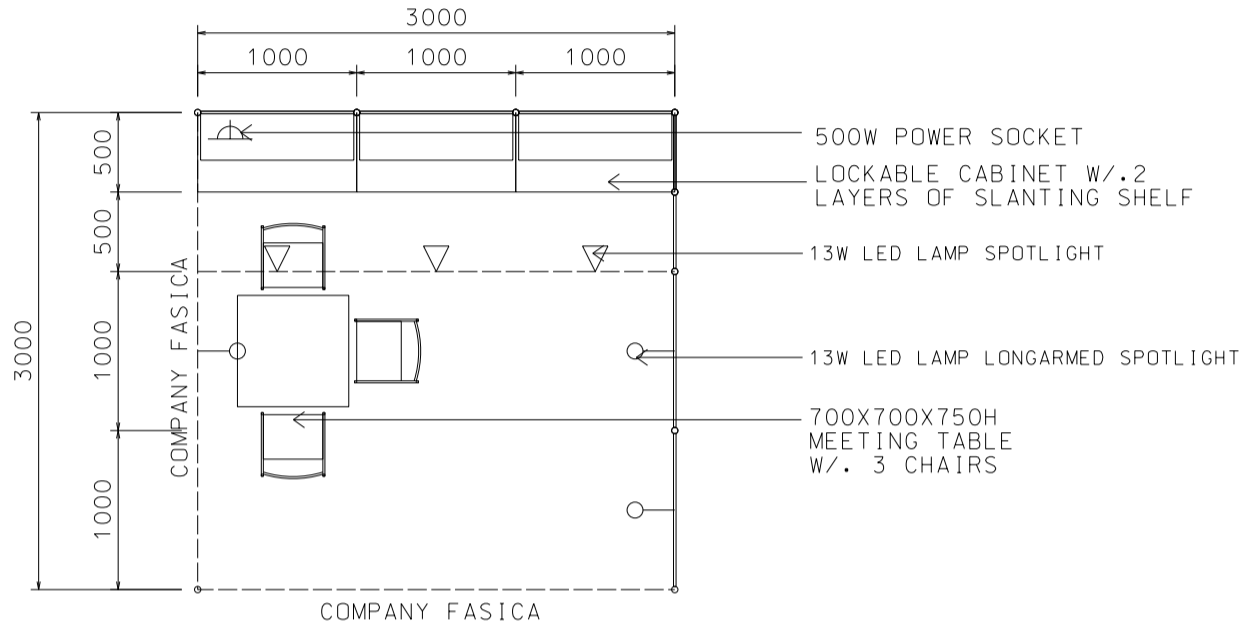 3000
1000 1000 1000
500
500
1000
1000
3000
COMPANY FASICA
COMPANY FASICA
500W POWER SOCKET
LOCKABLE CABINET W/.2
LAYERS OF SLANTING SHELF
13W LED LAMP SPOTLIGHT
13W LED LAMP LONGARMED SPOTLIGHT
700X700X750H
MEETING TABLE
W/. 3 CHAIRS